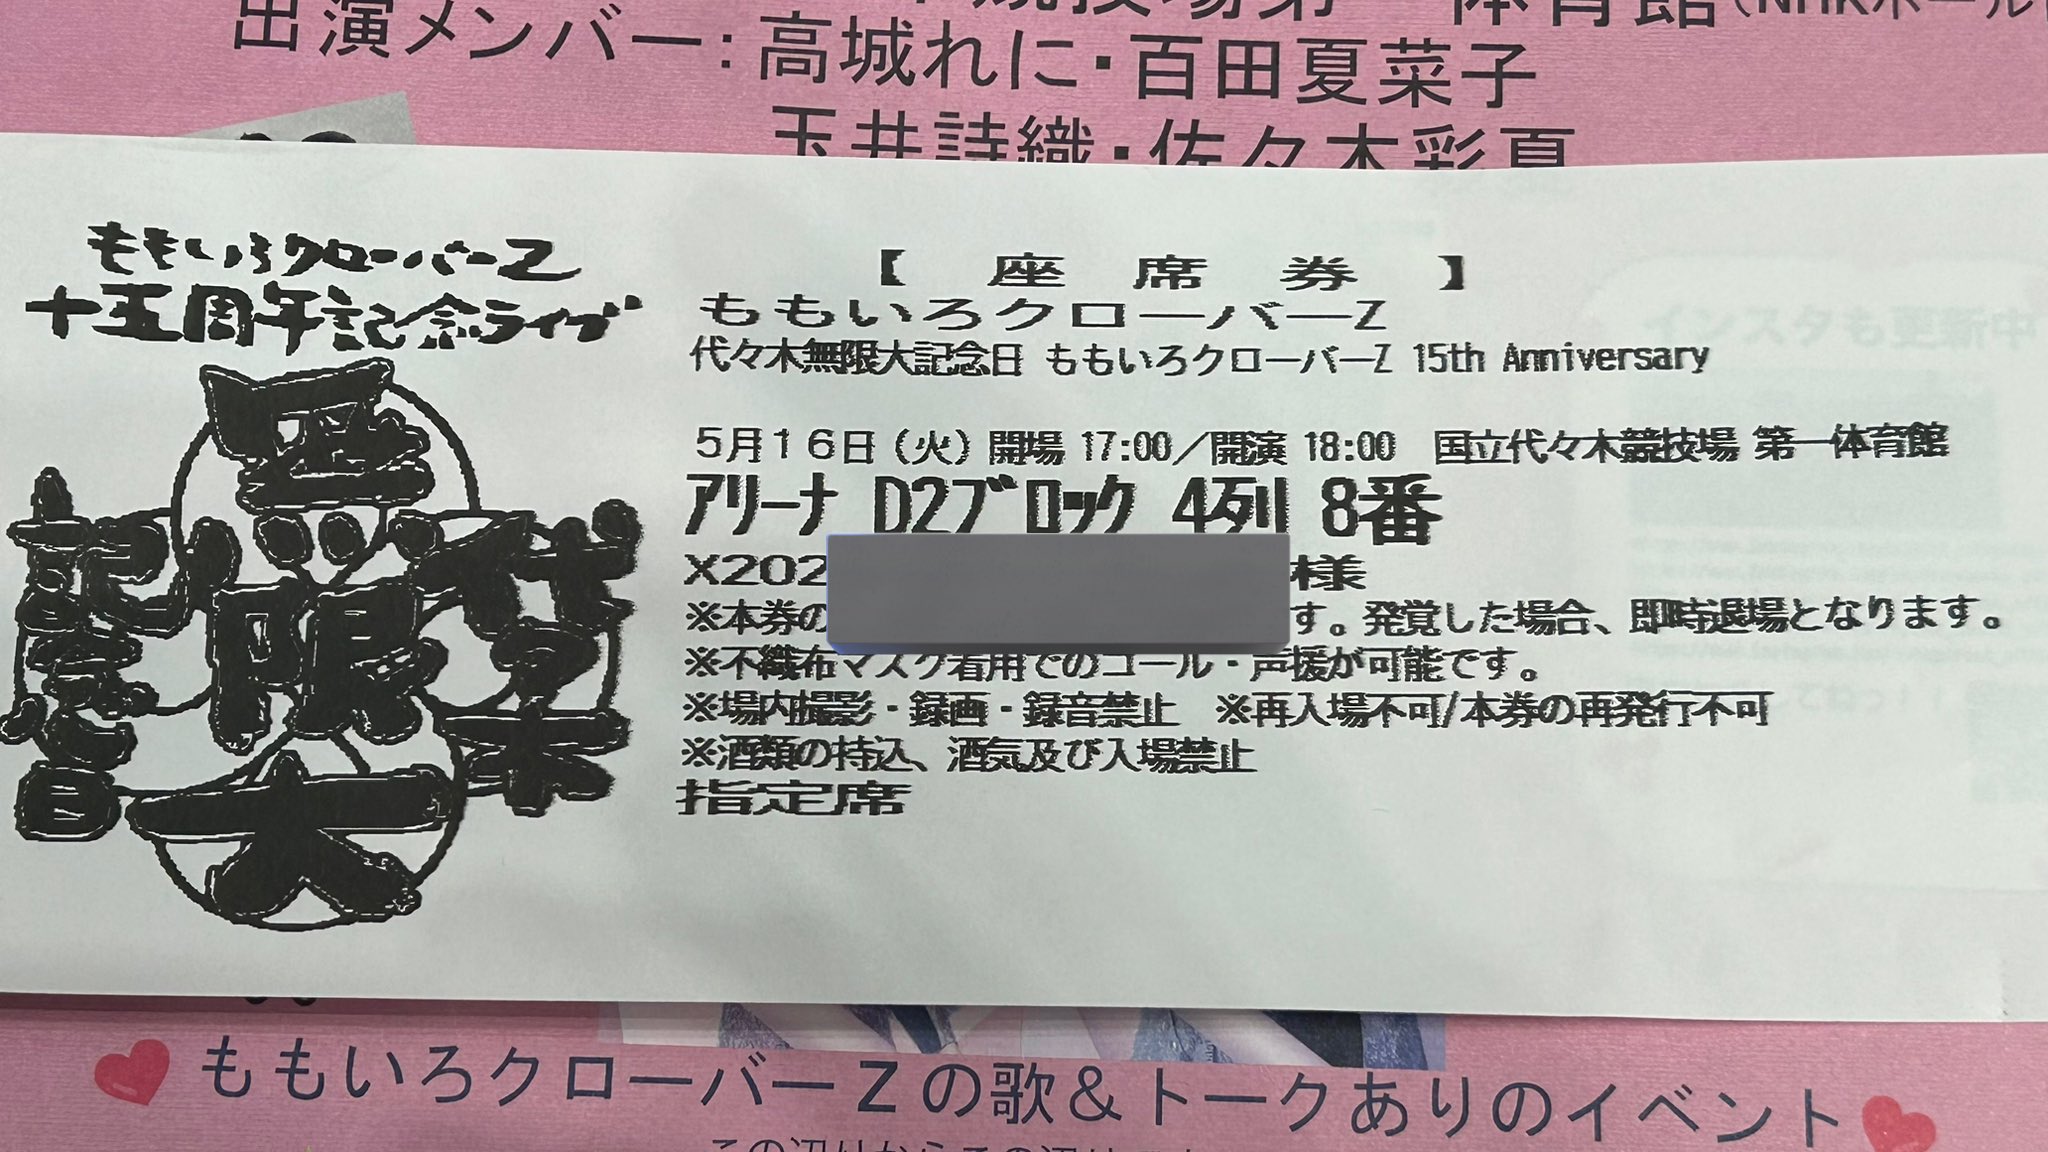 出演メンバー：高城れに・百田夏菜子
玉井詩織・佐々木彩夏
ももいろクローバーZ
十五周年記念ライブ
代々木
無限大
記念日
【 座 席 券 】
ももいろクローバーZ
代々木無限大記念日 ももいろクローバーZ 15th Anniversary
5月16日（火）開場 17:00／開演 18:00 国立代々木競技場 第一体育館
アリーナ D2ブロック 4列 8番
X202 様
※本券の す。発覚した場合、即時退場となります。
※不織布マスク着用でのコール・声援が可能です。
※場内撮影・録画・録音禁止 ※再入場不可/本券の再発行不可
※酒類の持込、酒気及び入場禁止
指定席
インスタも更新中
ももいろクローバーZの歌＆トークありのイベント